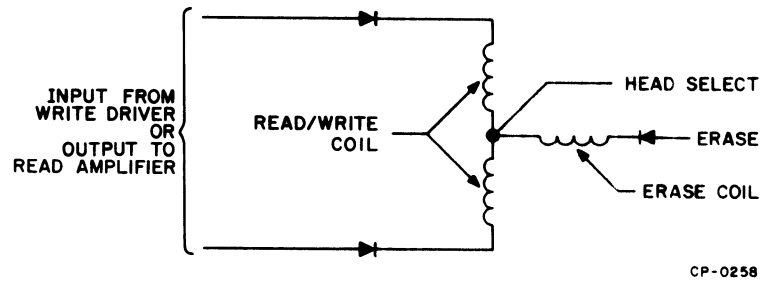 INPUT FROM
WRITE DRIVER
OR
OUTPUT TO
READ AMPLIFIER
READ/WRITE
COIL
HEAD SELECT
ERASE
ERASE COIL
CP-0258